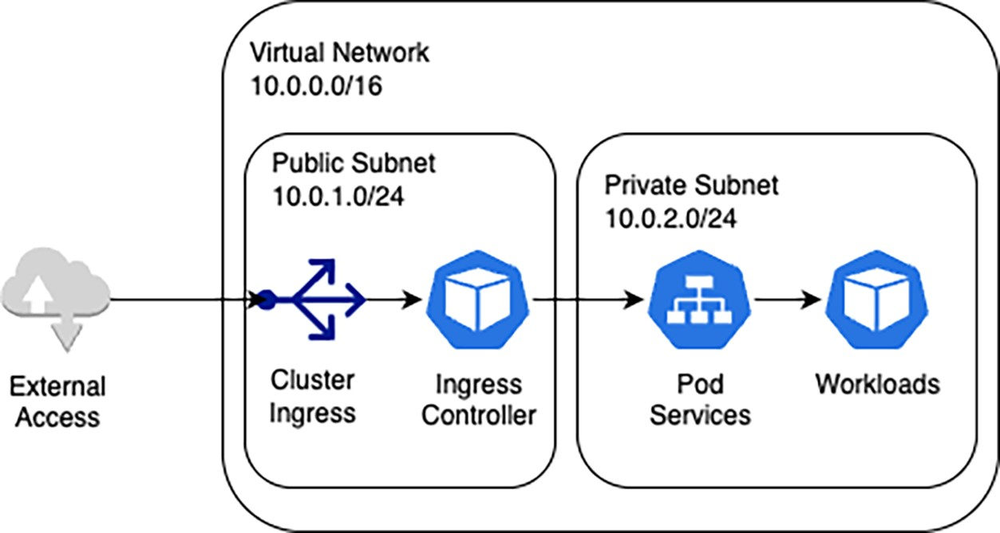 Virtual Network
10.0.0.0/16
Public Subnet
10.0.1.0/24
Private Subnet
10.0.2.0/24
External
Access
Cluster
Ingress
Ingress
Controller
Pod
Services
Workloads